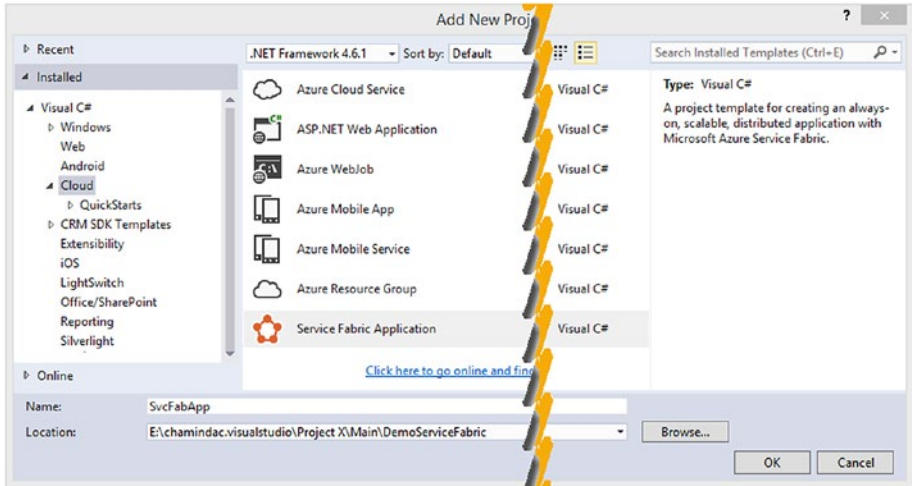 Add New Proj
?
Recent
.NET Framework 4.6.1
Sort by: Default
Search Installed Templates (Ctrl+E)
Installed
Visual C#
Windows
Web
Android
Cloud
QuickStarts
CRM SDK Templates
Extensibility
iOS
LightSwitch
Office/SharePoint
Reporting
Silverlight
Online
Azure Cloud Service Visual C#
C# ASP.NET Web Application Visual C#
C:\ Azure WebJob Visual C#
Azure Mobile App Visual C#
Azure Mobile Service Visual C#
Azure Resource Group Visual C#
Service Fabric Application Visual C#
Click here to go online and find
Type: Visual C#
A project template for creating an always-
on, scalable, distributed application with
Microsoft Azure Service Fabric.
Name: SvcFabApp
Location: E:\chamindac.visualstudio\Project X\Main\DemoServiceFabric
Browse...
OK Cancel